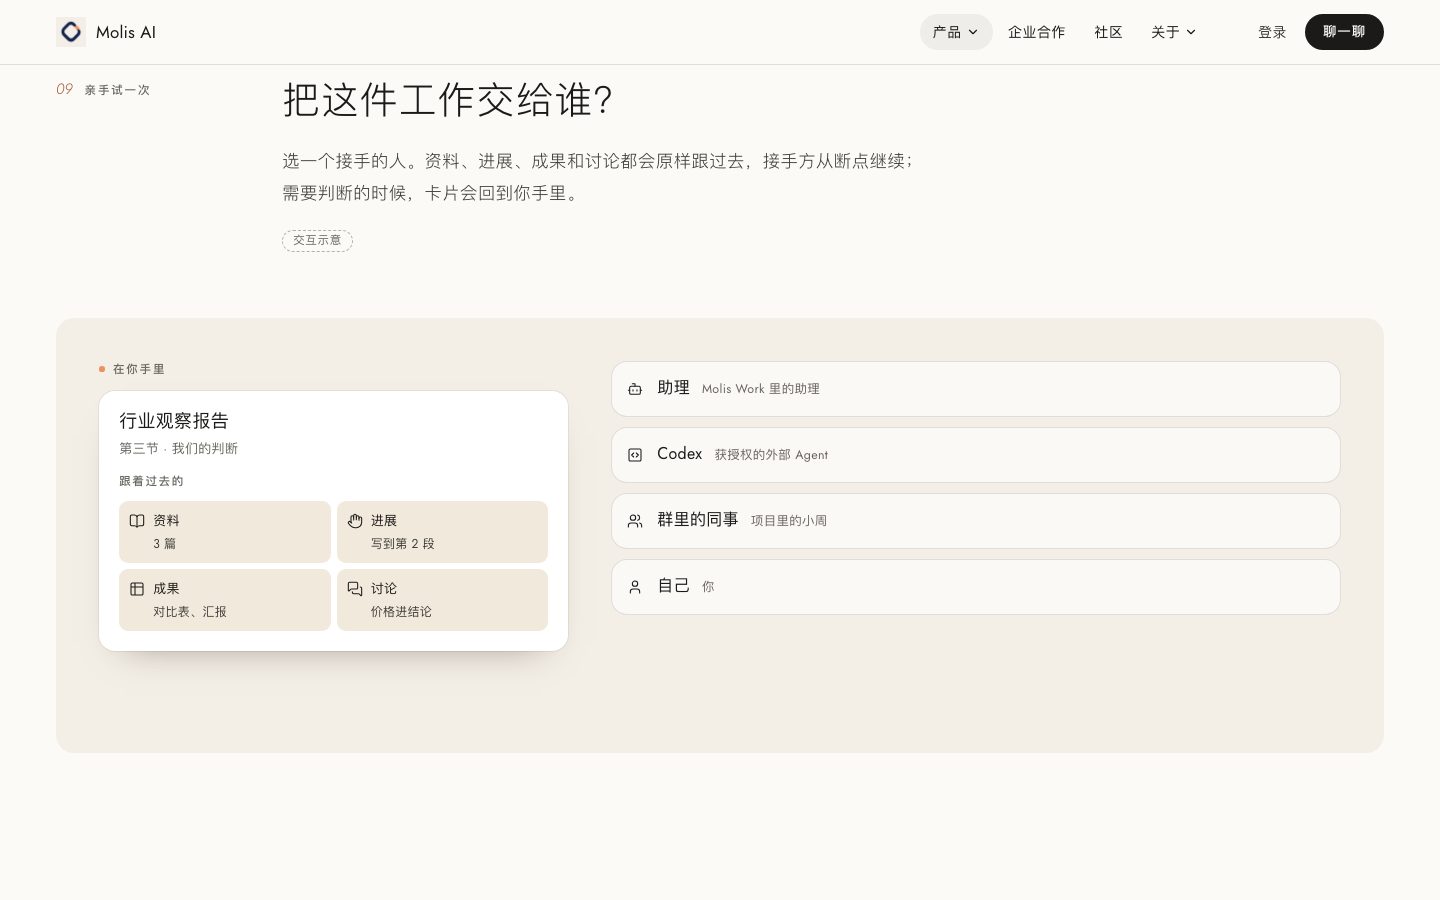 Molis AI
产品
企业合作
社区
关于
登录
聊一聊
09 亲手试一次
把这件工作交给谁？
选一个接手的人。资料、进展、成果和讨论都会原样跟过去，接手方从断点继续；
需要判断的时候，卡片会回到你手里。
交互示意
在你手里
行业观察报告
第三节 · 我们的判断
跟着过去的
资料
3 篇
进展
写到第 2 段
成果
对比表、汇报
讨论
价格进结论
助理 Molis Work 里的助理
Codex 获授权的外部 Agent
群里的同事 项目里的小周
自己 你